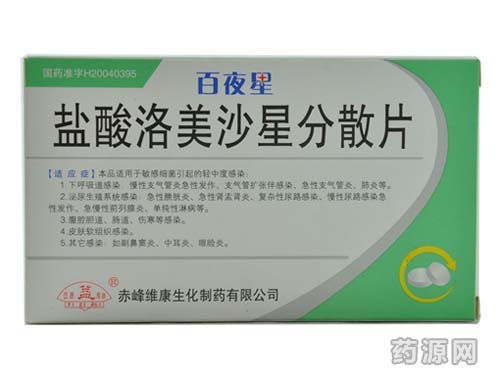 国药准字H20040395
百夜星
盐酸洛美沙星分散片
【适应症】本品适用于敏感细菌引起的轻中度感染：
1.下呼吸道感染：慢性支气管炎急性发作、支气管扩张伴感染、急性支气管炎、肺炎等。
2.泌尿生殖系统感染：急性膀胱炎、急性肾盂肾炎、复杂性尿路感染、慢性尿路感染急
性发作、急慢性前列腺炎、单纯性淋病等。
3.腹腔胆道、肠道、伤寒等感染。
4.皮肤软组织感染。
5.其它感染：如副鼻窦炎、中耳炎、眼睑炎。
益
®
赤峰维康生化制药有限公司
药源网